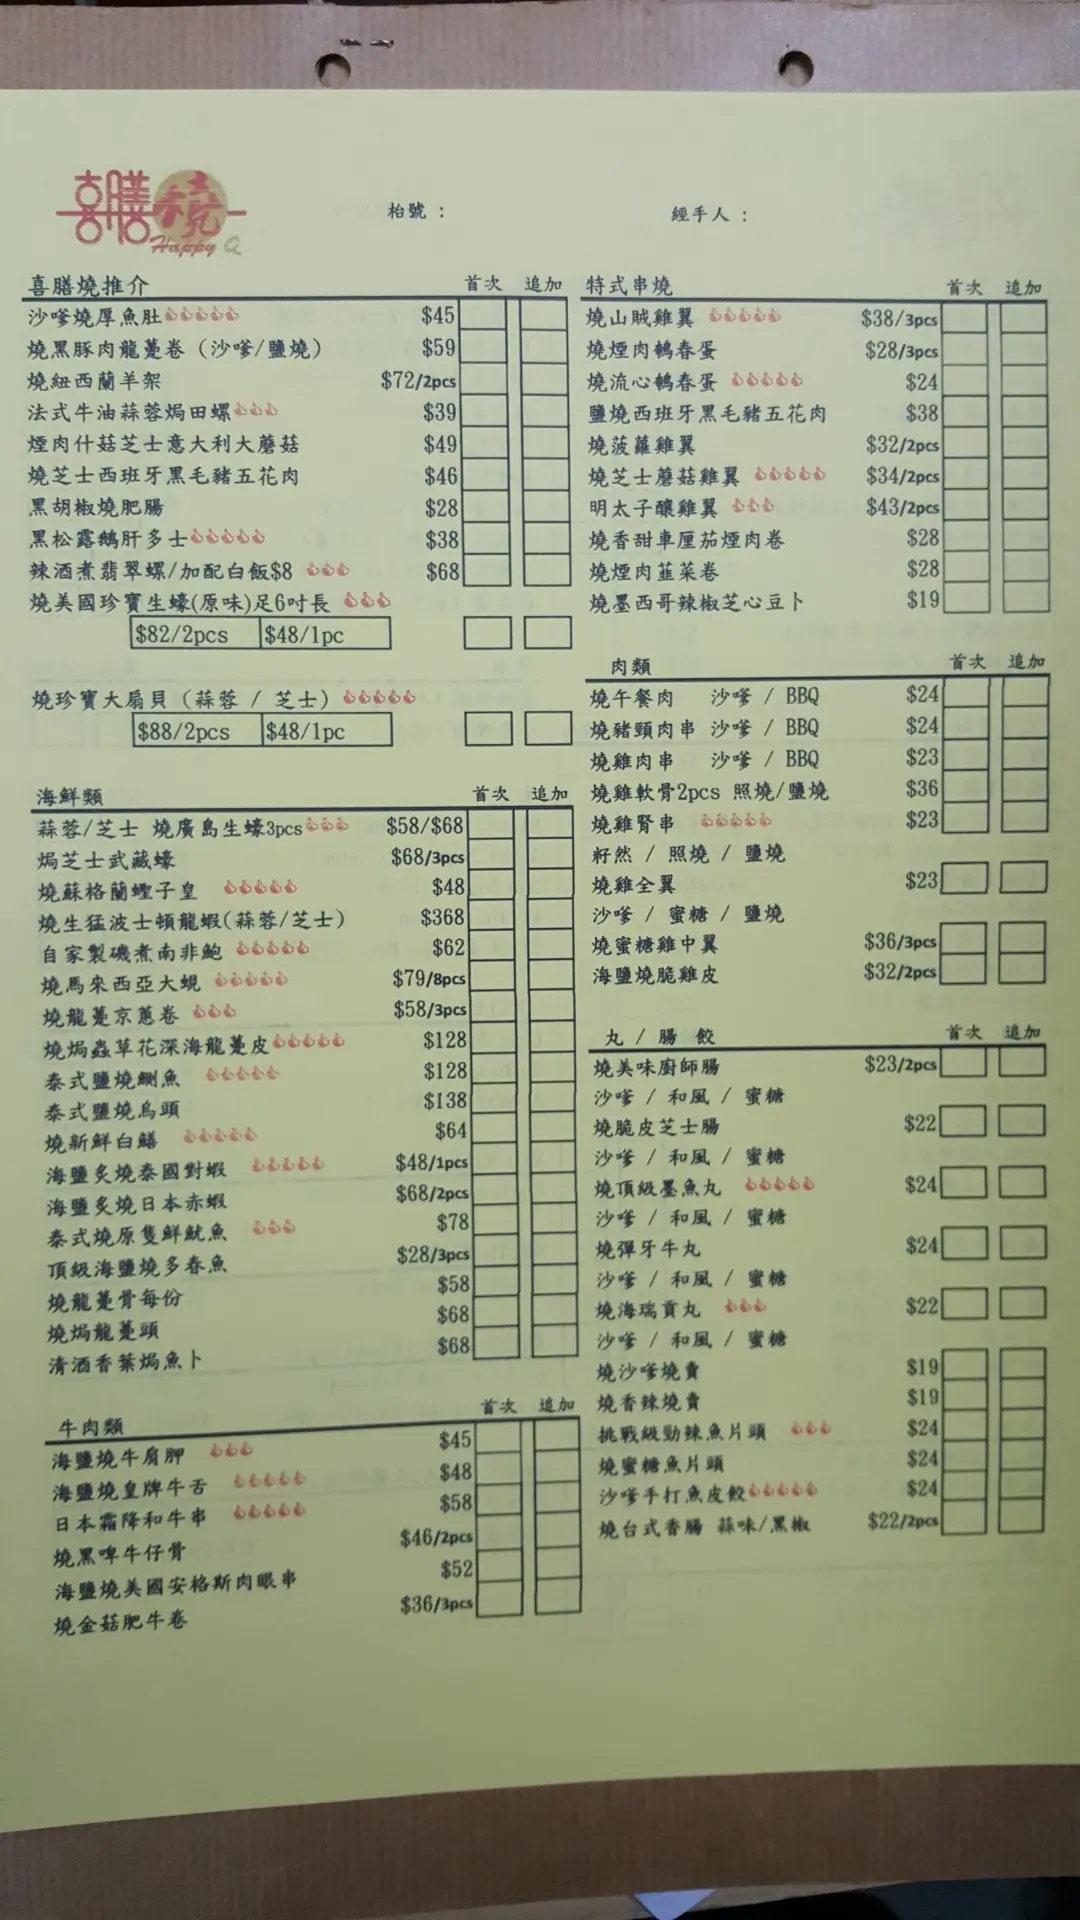 喜膳燒
Happy Q
枱號 :
經手人 :
喜膳燒推介 首次 追加
沙嗲燒厚魚肚 $45
燒黑豚肉龍躉卷 (沙嗲/鹽燒) $59
燒紐西蘭羊架 $72/2pcs
法式牛油蒜蓉焗田螺 $39
煙肉什菇芝士意大利大蘑菇 $49
燒芝士西班牙黑毛豬五花肉 $46
黑胡椒燒肥腸 $28
黑松露鵝肝多士 $38
辣酒煮翡翠螺/加配白飯$8 $68
燒美國珍寶生蠔(原味)足6吋長
$82/2pcs $48/1pc
燒珍寶大扇貝 (蒜蓉 / 芝士)
$88/2pcs $48/1pc
海鮮類 首次 追加
蒜蓉/芝士 燒廣島生蠔3pcs $58/$68
焗芝士武藏蠔 $68/3pcs
燒蘇格蘭蟶子皇 $48
燒生猛波士頓龍蝦(蒜蓉/芝士) $368
自家製磯煮南非鮑 $62
燒馬來西亞大蜆 $79/8pcs
燒龍躉京蔥卷 $58/3pcs
燒焗蟲草花深海龍躉皮 $128
泰式鹽燒鰂魚 $128
泰式鹽燒烏頭 $138
燒新鮮白鱔 $64
海鹽炙燒泰國對蝦 $48/1pcs
海鹽炙燒日本赤蝦 $68/2pcs
泰式燒原隻鮮魷魚 $78
頂級海鹽燒多春魚 $28/3pcs
燒龍躉骨每份 $58
燒焗龍躉頭 $68
清酒香葉焗魚卜 $68
牛肉類 首次 追加
海鹽燒牛肩胛 $45
海鹽燒皇牌牛舌 $48
日本霜降和牛串 $58
燒黑啤牛仔骨 $46/2pcs
海鹽燒美國安格斯肉眼串 $52
燒金菇肥牛卷 $36/3pcs
特式串燒 首次 追加
燒山賊雞翼 $38/3pcs
燒煙肉鵪春蛋 $28/3pcs
燒流心鵪春蛋 $24
鹽燒西班牙黑毛豬五花肉 $38
燒菠蘿雞翼 $32/2pcs
燒芝士蘑菇雞翼 $34/2pcs
明太子釀雞翼 $43/2pcs
燒香甜車厘茄煙肉卷 $28
燒煙肉韮菜卷 $28
燒墨西哥辣椒芝心豆卜 $19
肉類 首次 追加
燒午餐肉 沙嗲 / BBQ $24
燒豬頸肉串 沙嗲 / BBQ $24
燒雞肉串 沙嗲 / BBQ $23
燒雞軟骨2pcs 照燒/鹽燒 $36
燒雞腎串 $23
籽然 / 照燒 / 鹽燒
燒雞全翼 $23
沙嗲 / 蜜糖 / 鹽燒
燒蜜糖雞中翼 $36/3pcs
海鹽燒脆雞皮 $32/2pcs
丸 / 腸 餃 首次 追加
燒美味廚師腸 $23/2pcs
沙嗲 / 和風 / 蜜糖
燒脆皮芝士腸 $22
沙嗲 / 和風 / 蜜糖
燒頂級墨魚丸 $24
沙嗲 / 和風 / 蜜糖
燒彈牙牛丸 $24
沙嗲 / 和風 / 蜜糖
燒海瑞貢丸 $22
沙嗲 / 和風 / 蜜糖
燒沙嗲燒賣 $19
燒香辣燒賣 $19
挑戰級勁辣魚片頭 $24
燒蜜糖魚片頭 $24
沙嗲手打魚皮餃 $24
燒台式香腸 蒜味/黑椒 $22/2pcs